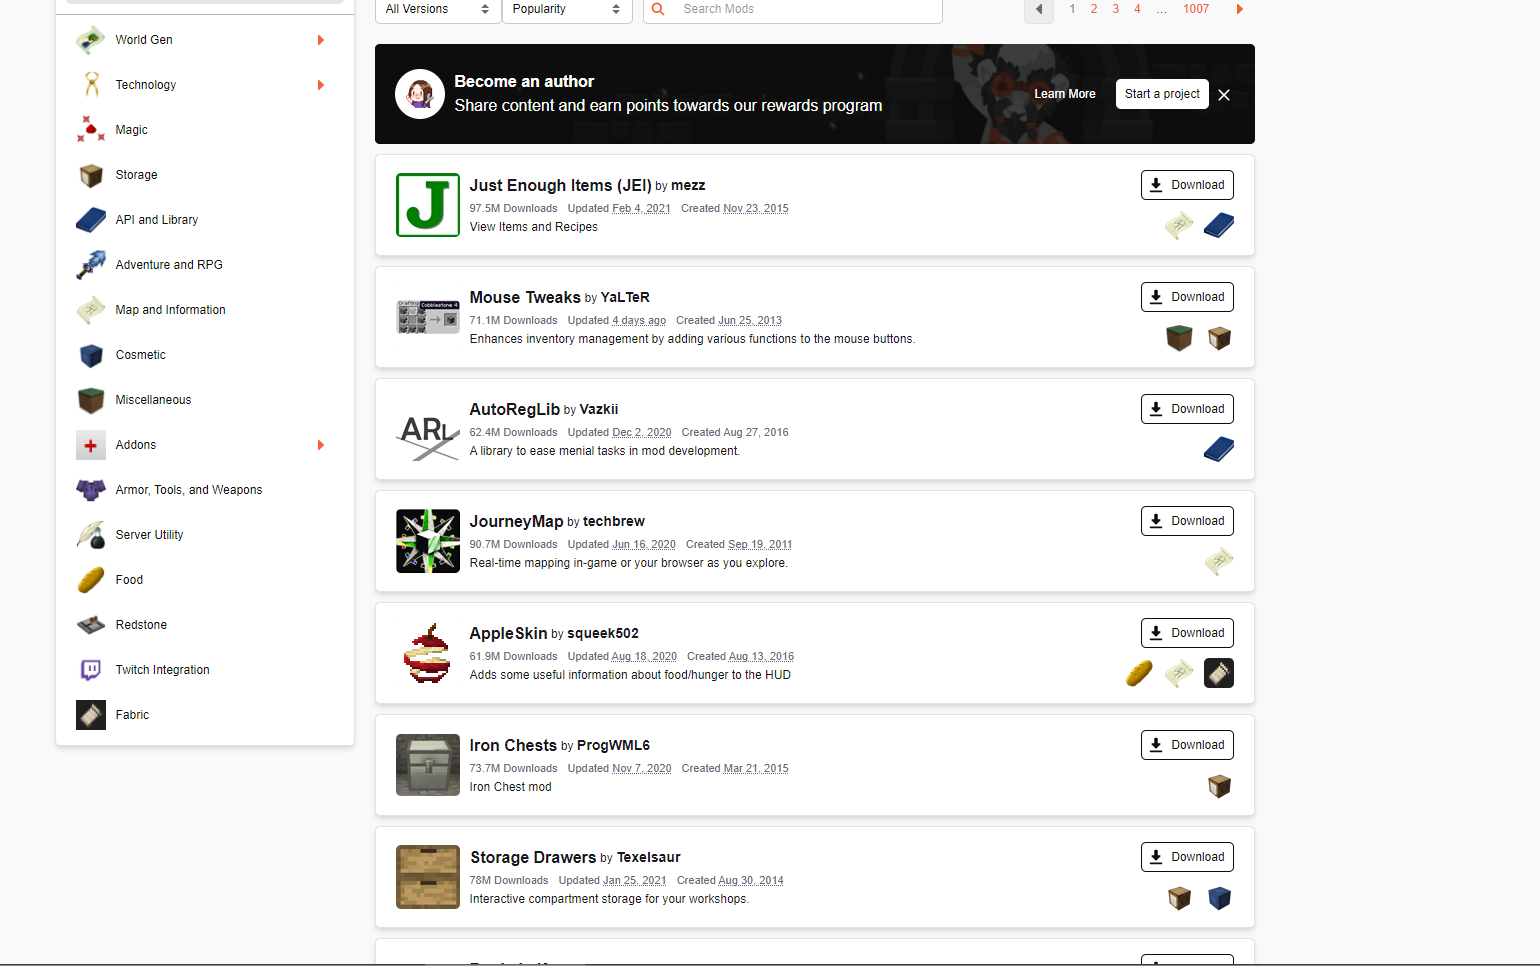 All Versions
Popularity
Search Mods
1 2 3 4 … 1007
World Gen
Technology
Magic
Storage
API and Library
Adventure and RPG
Map and Information
Cosmetic
Miscellaneous
Addons
Armor, Tools, and Weapons
Server Utility
Food
Redstone
Twitch Integration
Fabric
Become an author
Share content and earn points towards our rewards program
Learn More
Start a project
Just Enough Items (JEI) by mezz
97.5M Downloads Updated Feb 4, 2021 Created Nov 23, 2015
View Items and Recipes
Download
J
Mouse Tweaks by YaLTeR
71.1M Downloads Updated 4 days ago Created Jun 25, 2013
Enhances inventory management by adding various functions to the mouse buttons.
Download
Crafting
Cobblestone 4
AutoRegLib by Vazkii
62.4M Downloads Updated Dec 2, 2020 Created Aug 27, 2016
A library to ease menial tasks in mod development.
Download
ARL
JourneyMap by techbrew
90.7M Downloads Updated Jun 16, 2020 Created Sep 19, 2011
Real-time mapping in-game or your browser as you explore.
Download
AppleSkin by squeek502
61.9M Downloads Updated Aug 18, 2020 Created Aug 13, 2016
Adds some useful information about food/hunger to the HUD
Download
Iron Chests by ProgWML6
73.7M Downloads Updated Nov 7, 2020 Created Mar 21, 2015
Iron Chest mod
Download
Storage Drawers by Texelsaur
78M Downloads Updated Jan 25, 2021 Created Aug 30, 2014
Interactive compartment storage for your workshops.
Download